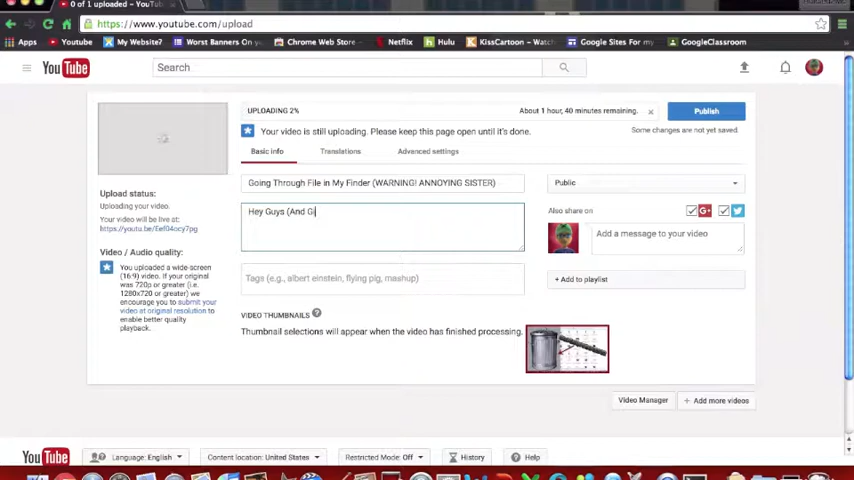 0 of 1 uploaded – YouTu
https://www.youtube.com/upload
Apps Youtube My Website? Worst Banners On yo Chrome Web Store Netflix Hulu KissCartoon – Watch Google Sites For my GoogleClassroom
YouTube Search
UPLOADING 2% About 1 hour, 40 minutes remaining. Publish
Your video is still uploading. Please keep this page open until it's done. Some changes are not yet saved.
Basic info Translations Advanced settings
Going Through File in My Finder (WARNING! ANNOYING SISTER) Public
Upload status:
Uploading your video.
Your video will be live at:
https://youtu.be/Eef04ocy7pg
Hey Guys (And Gi
Also share on
Add a message to your video
Video / Audio quality:
You uploaded a wide-screen
(16:9) video. If your original
was 720p or greater (i.e.
1280x720 or greater) we
encourage you to submit your
video at original resolution to
enable better quality
playback.
Tags (e.g., albert einstein, flying pig, mashup)
+ Add to playlist
VIDEO THUMBNAILS ?
Thumbnail selections will appear when the video has finished processing.
Video Manager + Add more videos
YouTube Language: English Content location: United States Restricted Mode: Off History Help